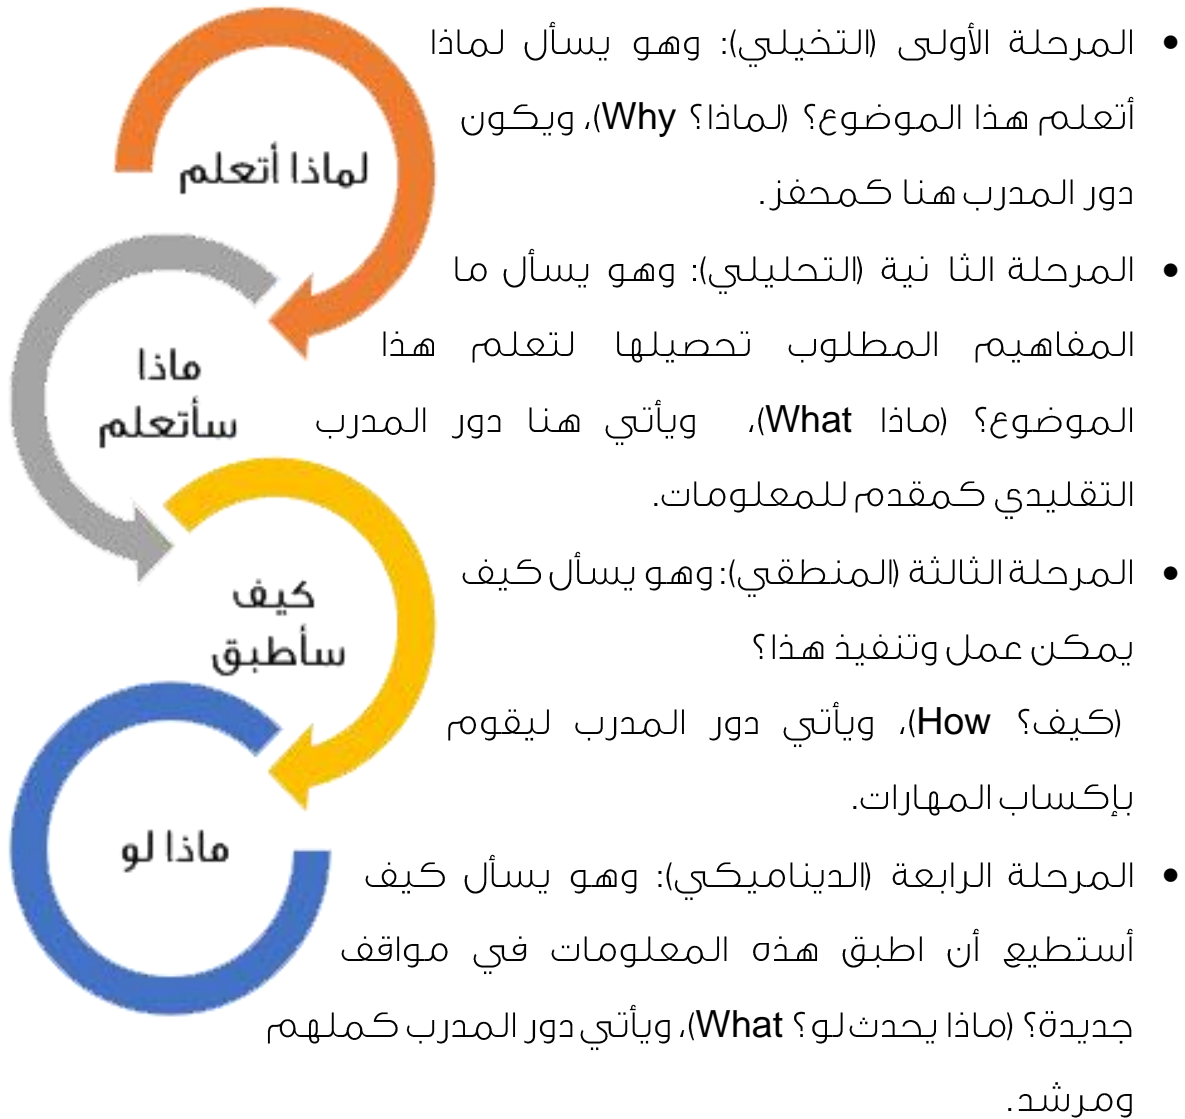 • المرحلة الأولى (التخيلي): وهو يسأل لماذا
أتعلم هذا الموضوع؟ (لماذا؟ Why)، ويكون
دور المدرب هنا كمحفز.
• المرحلة الثا نية (التحليلي): وهو يسأل ما
المفاهيم المطلوب تحصيلها لتعلم هذا
الموضوع؟ (ماذا What)، ويأتي هنا دور المدرب
التقليدي كمقدم للمعلومات.
• المرحلة الثالثة (المنطقي): وهو يسأل كيف
يمكن عمل وتنفيذ هذا؟
(كيف؟ How)، ويأتي دور المدرب ليقوم
بإكساب المهارات.
• المرحلة الرابعة (الديناميكي): وهو يسأل كيف
أستطيع أن اطبق هذه المعلومات في مواقف
جديدة؟ (ماذا يحدث لو؟ What)، ويأتي دور المدرب كملهم
ومرشد.
لماذا أتعلم
ماذا
سأتعلم
كيف
سأطبق
ماذا لو